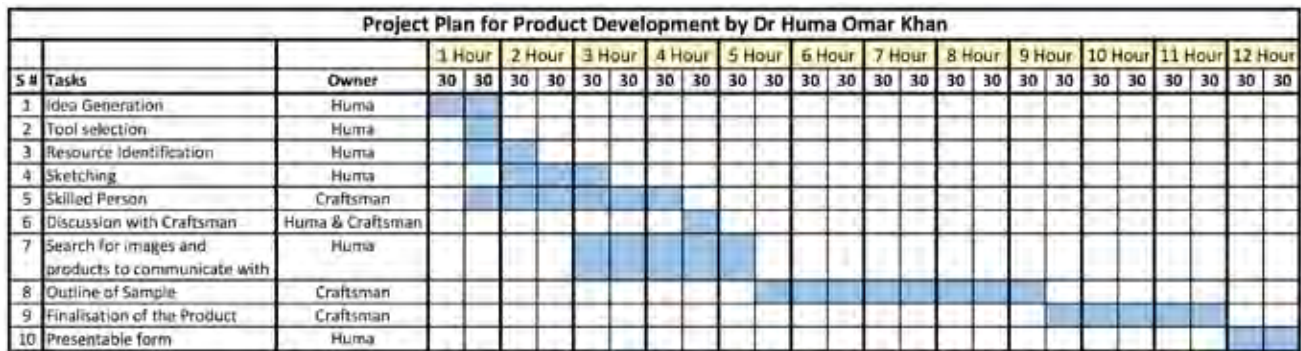 Project Plan for Product Development by Dr Huma Omar Khan
1 Hour 2 Hour 3 Hour 4 Hour 5 Hour 6 Hour 7 Hour 8 Hour 9 Hour 10 Hour 11 Hour 12 Hour
S # Tasks Owner 30 30 30 30 30 30 30 30 30 30 30 30 30 30 30 30 30 30 30 30 30 30 30 30
1 Idea Generation Huma
2 Tool selection Huma
3 Resource Identification Huma
4 Sketching Huma
5 Skilled Person Craftsman
6 Discussion with Craftsman Huma & Craftsman
7 Search for images and Huma
products to communicate with
8 Outline of Sample Craftsman
9 Finalisation of the Product Craftsman
10 Presentable form Huma